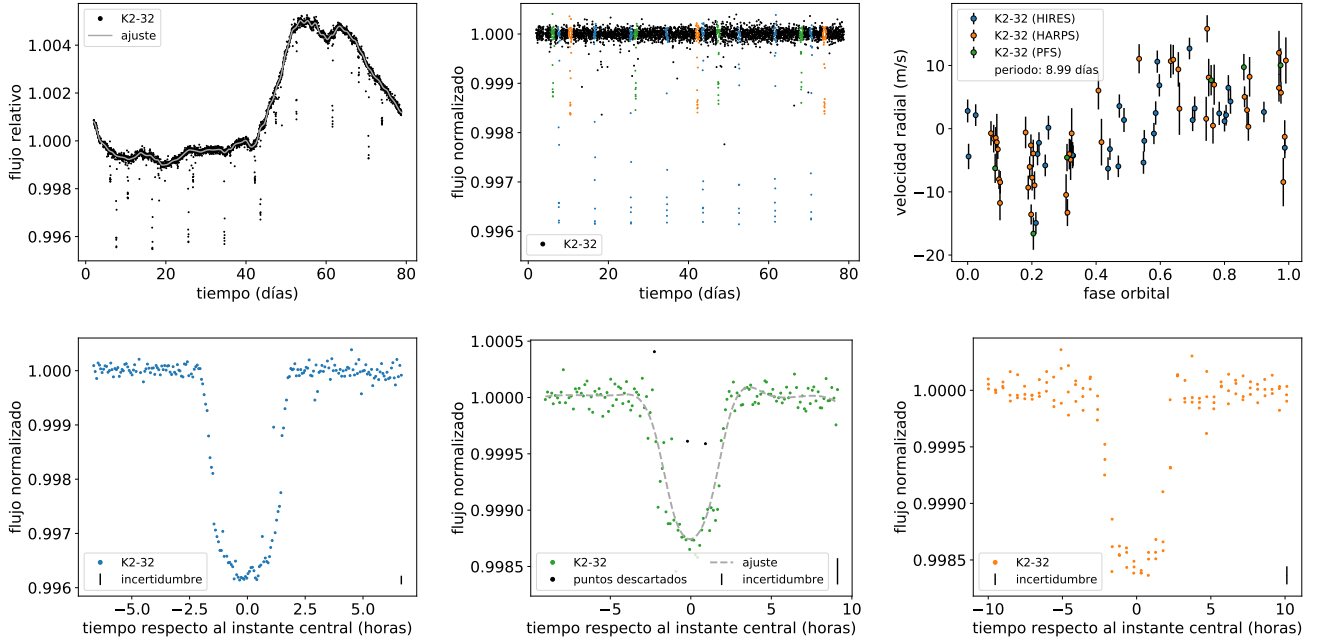 1.004
1.002
1.000
0.998
0.996
flujo relativo
K2-32
ajuste
0 20 40 60 80
tiempo (días)
1.000
0.999
0.998
0.997
0.996
flujo normalizado
K2-32
0 20 40 60 80
tiempo (días)
10
0
−10
−20
velocidad radial (m/s)
K2-32 (HIRES)
K2-32 (HARPS)
K2-32 (PFS)
periodo: 8.99 días
0.0 0.2 0.4 0.6 0.8 1.0
fase orbital
1.000
0.999
0.998
0.997
0.996
flujo normalizado
K2-32
incertidumbre
−5.0 −2.5 0.0 2.5 5.0
tiempo respecto al instante central (horas)
1.0005
1.0000
0.9995
0.9990
0.9985
flujo normalizado
K2-32
puntos descartados
ajuste
incertidumbre
−5 0 5 10
tiempo respecto al instante central (horas)
1.0000
0.9995
0.9990
0.9985
flujo normalizado
K2-32
incertidumbre
−10 −5 0 5 10
tiempo respecto al instante central (horas)